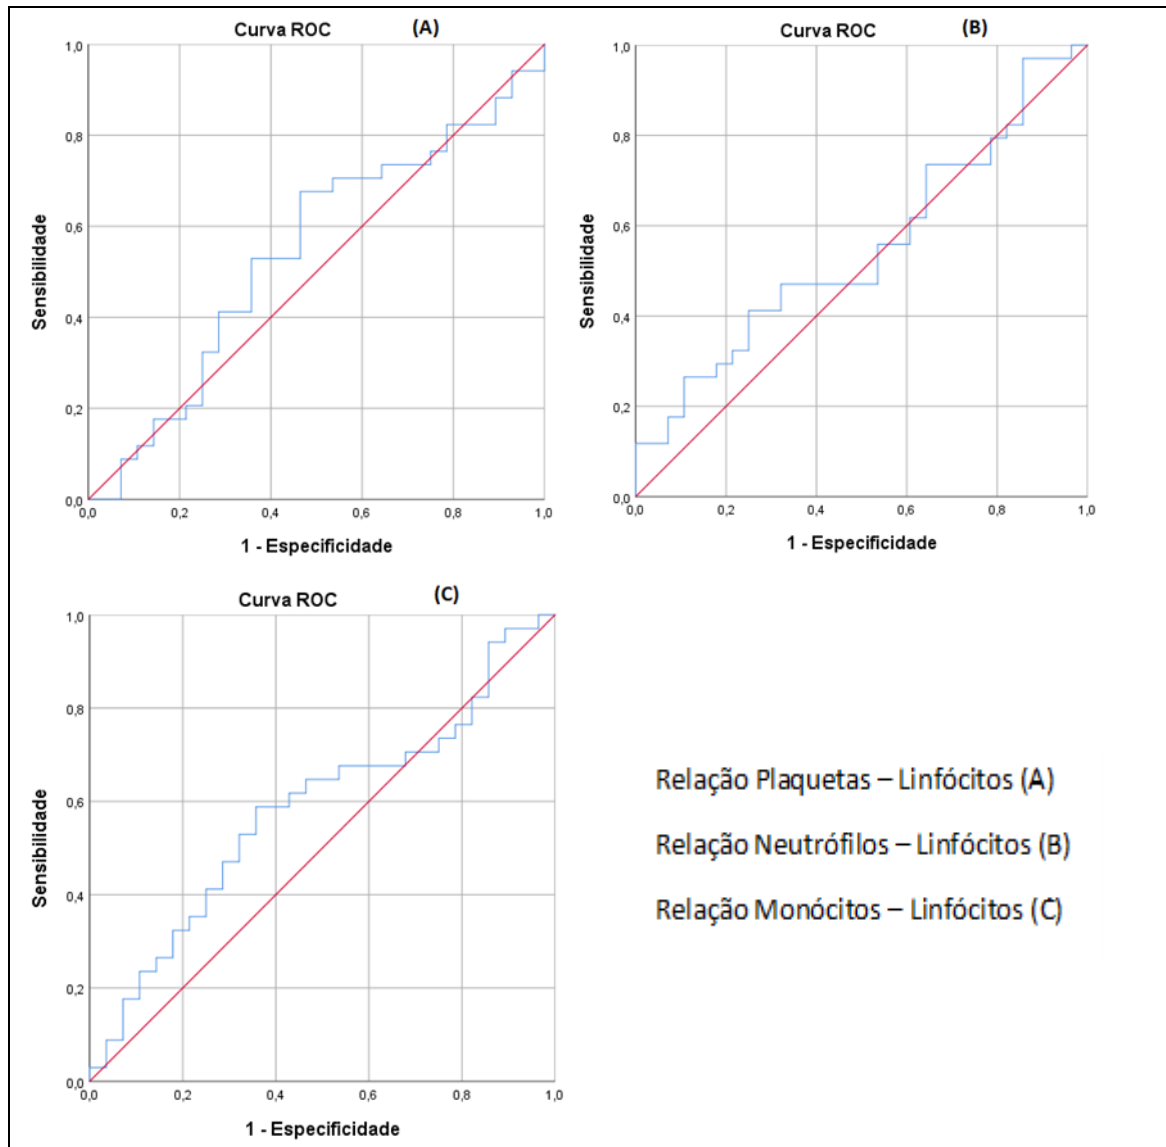 Curva ROC (A)
1,0
0,8
0,6
0,4
0,2
0,0
0,0 0,2 0,4 0,6 0,8 1,0
Sensibilidade
1 - Especificidade
Curva ROC (B)
1,0
0,8
0,6
0,4
0,2
0,0
0,0 0,2 0,4 0,6 0,8 1,0
Sensibilidade
1 - Especificidade
Curva ROC (C)
1,0
0,8
0,6
0,4
0,2
0,0
0,0 0,2 0,4 0,6 0,8 1,0
Sensibilidade
1 - Especificidade
Relação Plaquetas – Linfócitos (A)
Relação Neutrófilos – Linfócitos (B)
Relação Monócitos – Linfócitos (C)